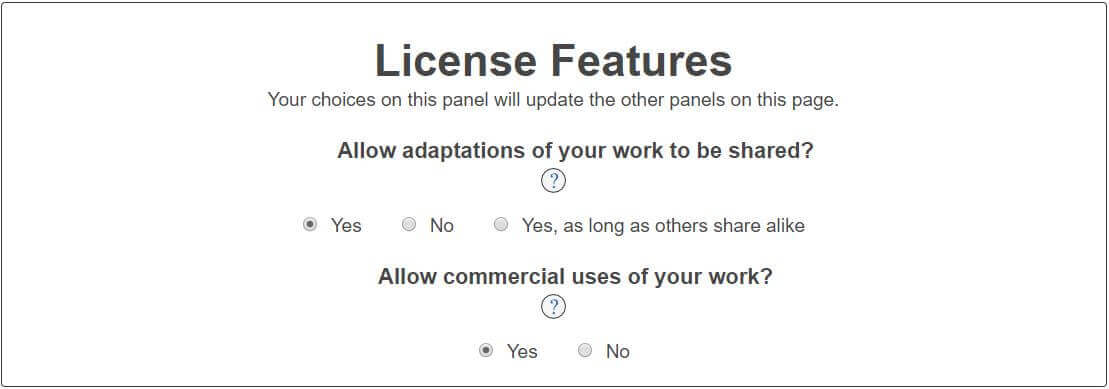 License Features
Your choices on this panel will update the other panels on this page.
Allow adaptations of your work to be shared?
?
Yes No Yes, as long as others share alike
Allow commercial uses of your work?
?
Yes No